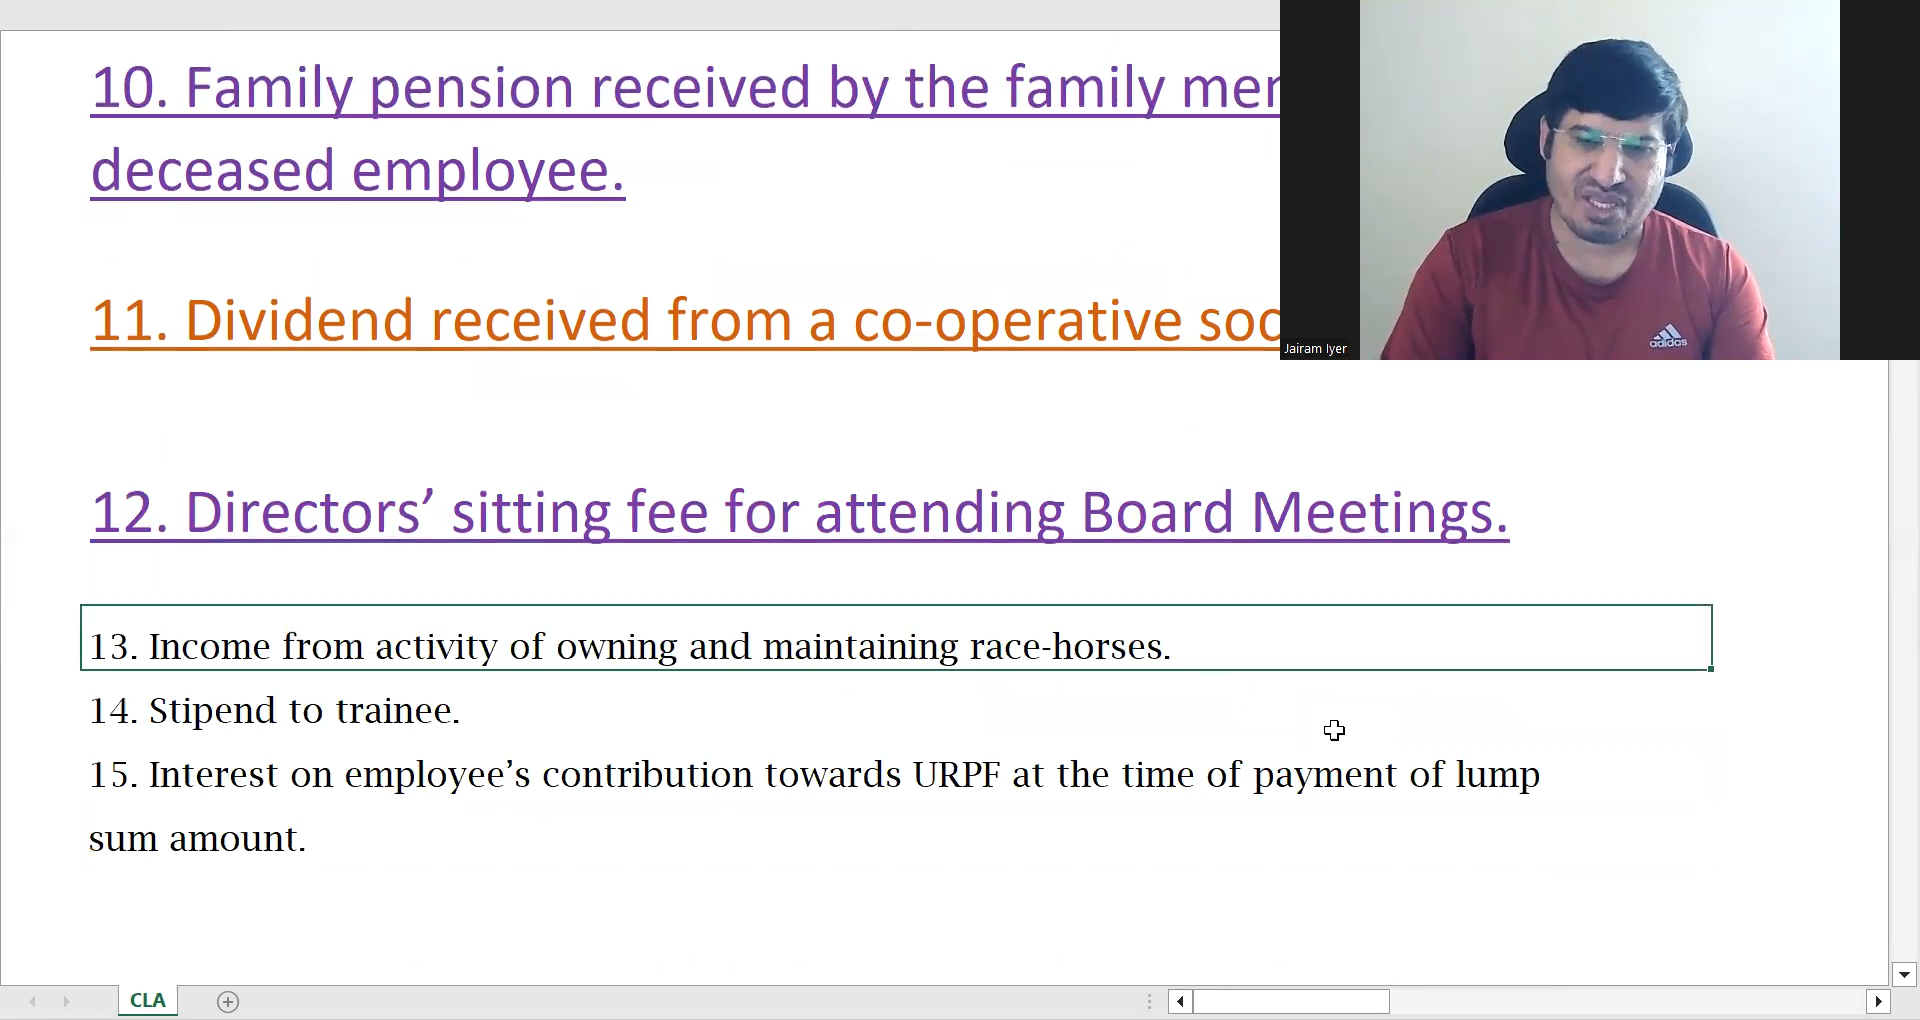 10. Family pension received by the family
deceased employee.
11. Dividend received from a co-operative
12. Directors’ sitting fee for attending Board Meetings.
13. Income from activity of owning and maintaining race-horses.
14. Stipend to trainee.
15. Interest on employee’s contribution towards URPF at the time of payment of lump
sum amount.
adidas
Jairam Iyer
CLA